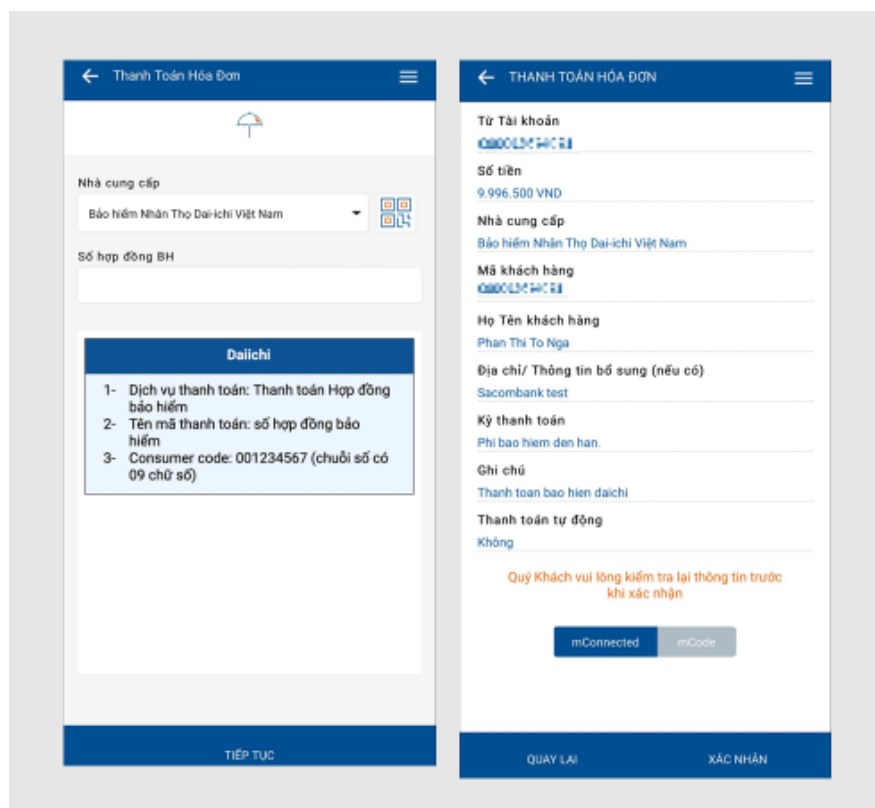 Thanh Toán Hóa Đơn
Nhà cung cấp
Bảo hiểm Nhân Thọ Dai-ichi Việt Nam
Số hợp đồng BH
Daiichi
1- Dịch vụ thanh toán: Thanh toán Hợp đồng
bảo hiểm
2- Tên mã thanh toán: số hợp đồng bảo
hiểm
3- Consumer code: 001234567 (chuỗi số có
09 chữ số)
TIẾP TỤC
THANH TOÁN HÓA ĐƠN
Từ Tài khoản
Số tiền
9.996.500 VND
Nhà cung cấp
Bảo hiểm Nhân Thọ Dai-ichi Việt Nam
Mã khách hàng
Họ Tên khách hàng
Phan Thi To Nga
Địa chỉ/ Thông tin bổ sung (nếu có)
Sacombank test
Kỳ thanh toán
Phi bao hiem den han.
Ghi chú
Thanh toan bao hien daichi
Thanh toán tự động
Không
Quý Khách vui lòng kiểm tra lại thông tin trước
khi xác nhận
mConnected mCode
QUAY LẠI XÁC NHẬN